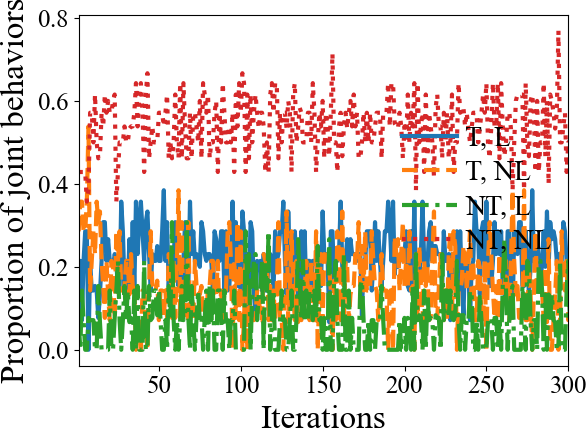 Proportion of joint behaviors
0.8
0.6
0.4
0.2
0.0
T, L
T, NL
NT, L
NT, NL
50
100
150
200
250
300
Iterations